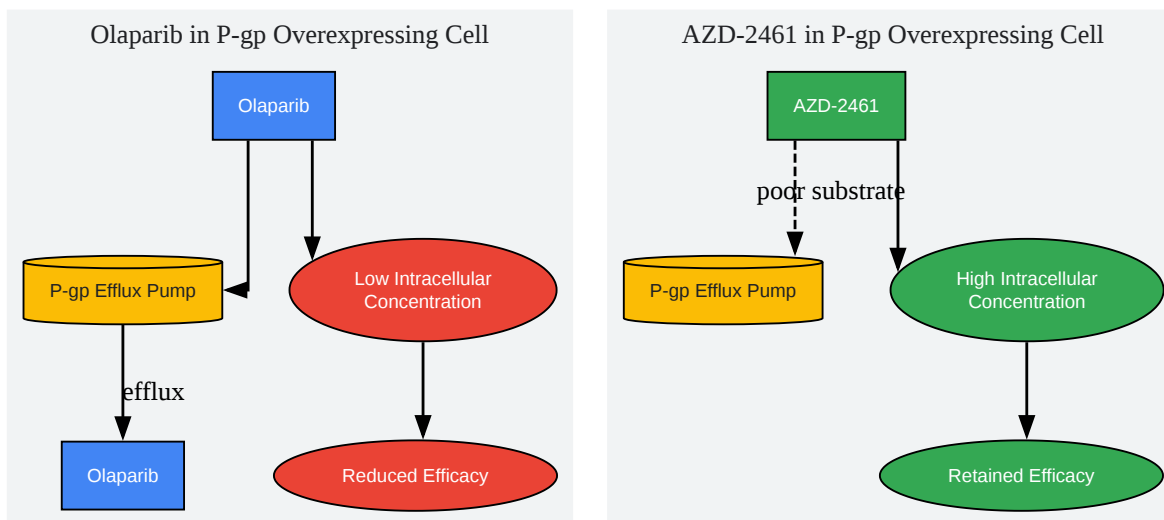 Olaparib in P-gp Overexpressing Cell
Olaparib
P-gp Efflux Pump
Low Intracellular
Concentration
efflux
Olaparib
Reduced Efficacy
AZD-2461 in P-gp Overexpressing Cell
AZD-2461
poor substrate
P-gp Efflux Pump
High Intracellular
Concentration
Retained Efficacy